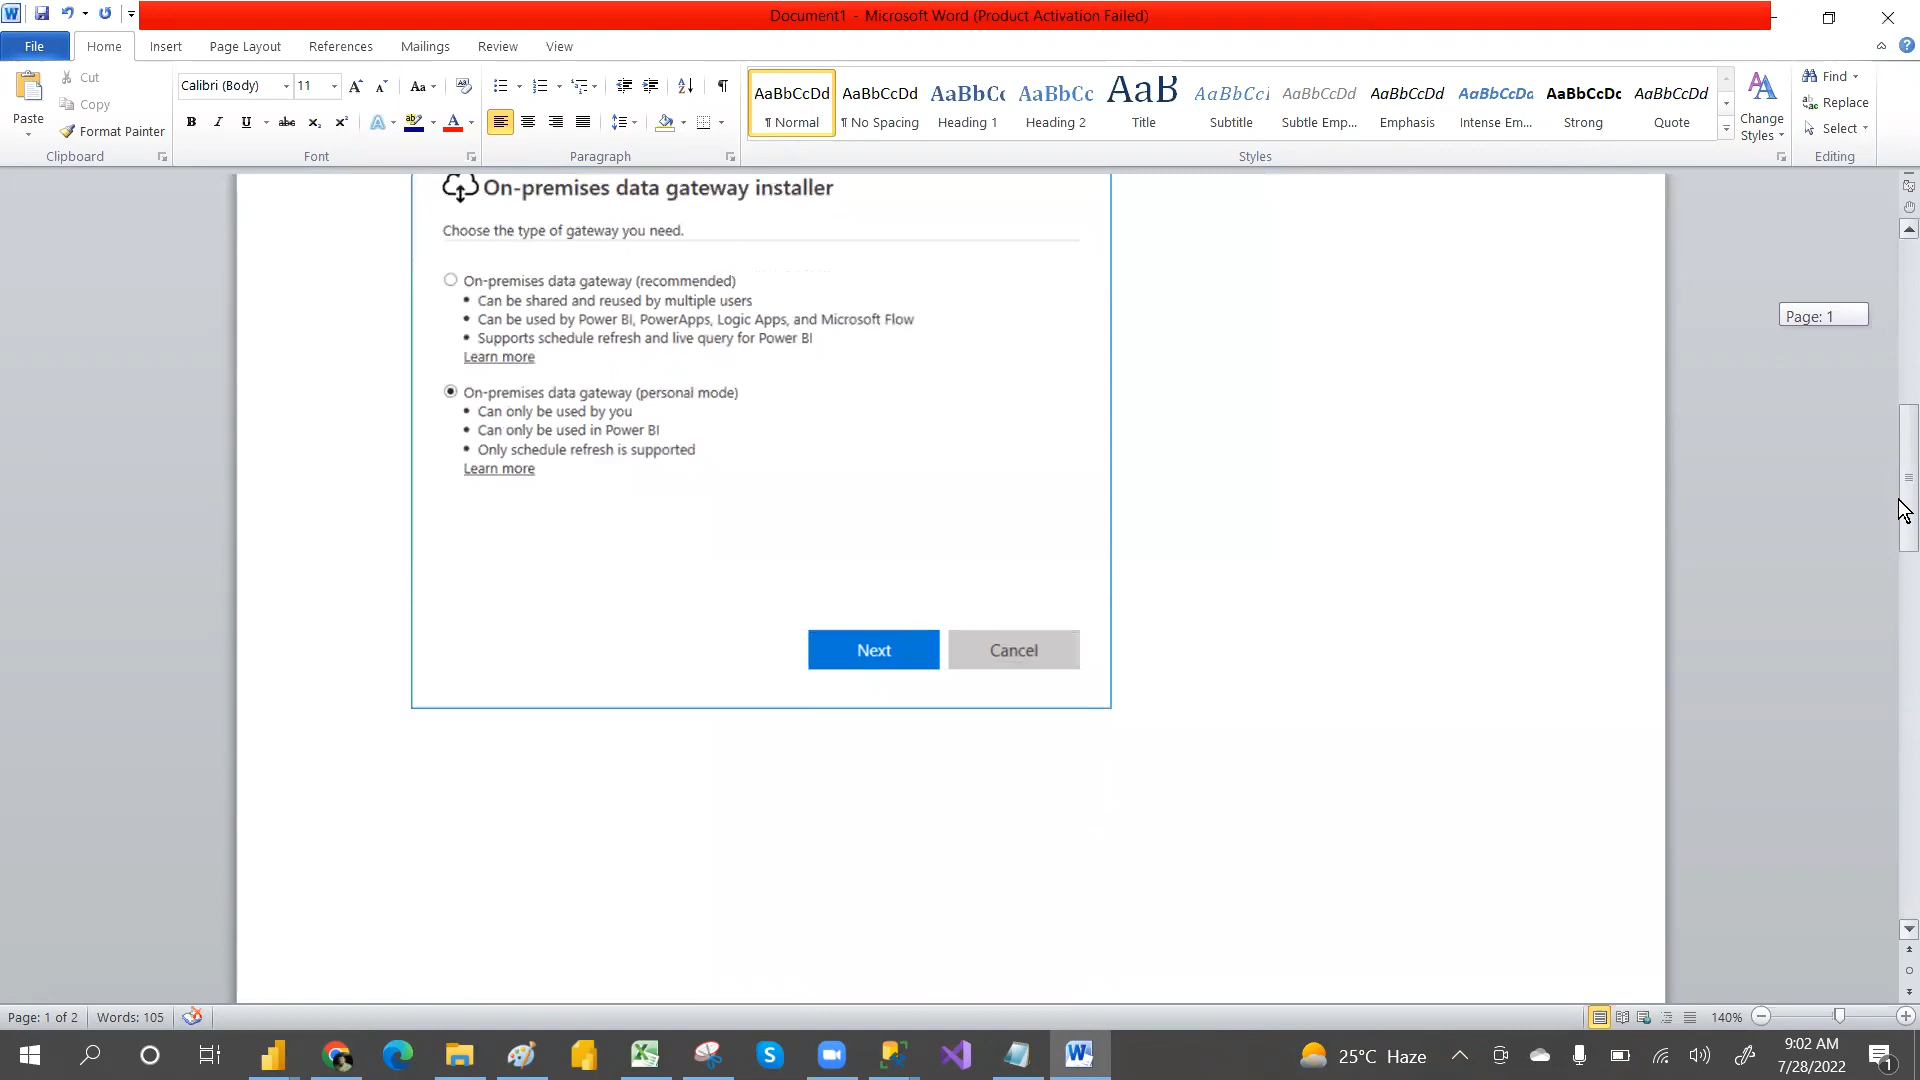 Document1 - Microsoft Word (Product Activation Failed)
File Home Insert Page Layout References Mailings Review View
Paste
Cut
Copy
Format Painter
Clipboard
Calibri (Body) 11
Font
Paragraph
AaBbCcDd AaBbCcDd AaBbCc AaBbCc AaB AaBbCcI AaBbCcDd AaBbCcDd AaBbCcDd AaBbCcDc AaBbCcDd
¶ Normal ¶ No Spacing Heading 1 Heading 2 Title Subtitle Subtle Emp... Emphasis Intense Em... Strong Quote
Styles
Change Styles
Find
Replace
Select
Editing
On-premises data gateway installer
Choose the type of gateway you need.
On-premises data gateway (recommended)
• Can be shared and reused by multiple users
• Can be used by Power BI, PowerApps, Logic Apps, and Microsoft Flow
• Supports schedule refresh and live query for Power BI
Learn more
On-premises data gateway (personal mode)
• Can only be used by you
• Can only be used in Power BI
• Only schedule refresh is supported
Learn more
Next Cancel
Page: 1
Page: 1 of 2 Words: 105 140%
25°C Haze
9:02 AM
7/28/2022
1